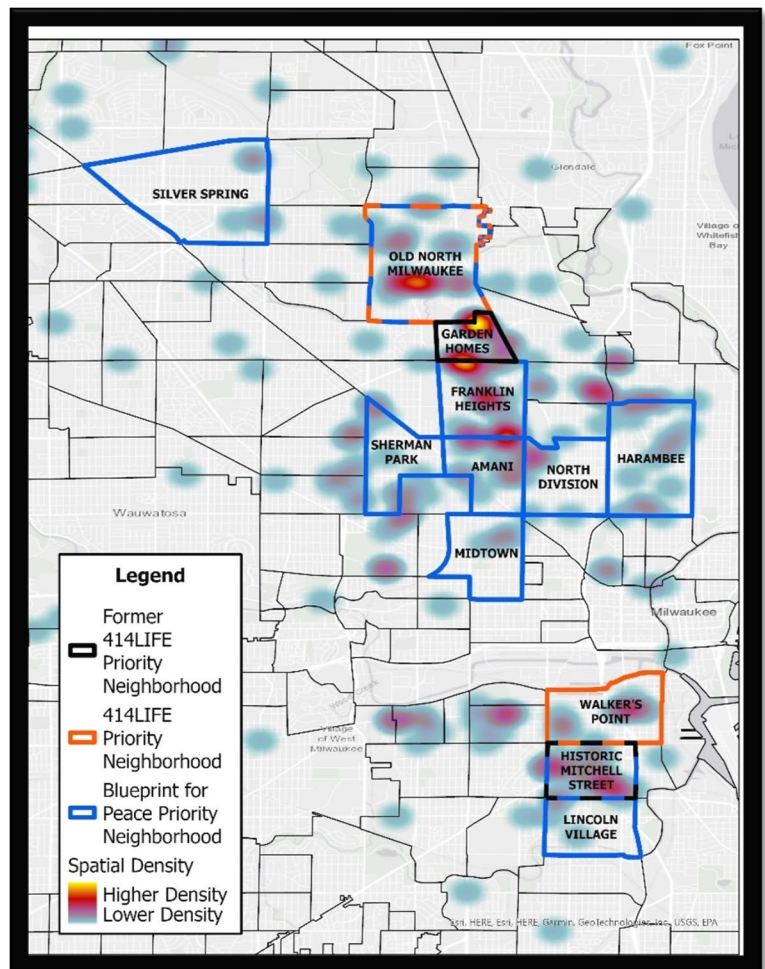 Fox Point
Glendale
SILVER SPRING
Village o
Whitefish
Bay
OLD NORTH
MILWAUKEE
GARDEN
HOMES
FRANKLIN
HEIGHTS
SHERMAN
PARK
AMANI
NORTH
DIVISION
HARAMBEE
Wauwatosa
MIDTOWN
Milwaukee
Legend
Former
414LIFE
Priority
Neighborhood
414LIFE
Priority
Neighborhood
Blueprint for
Peace Priority
Neighborhood
Spatial Density
Higher Density
Lower Density
WALKER'S
POINT
Village
of West
Milwaukee
HISTORIC
MITCHELL
STREET
LINCOLN
VILLAGE
Esri, HERE, Esri, HERE, Garmin, GeoTechnologies, Inc., USGS, EPA